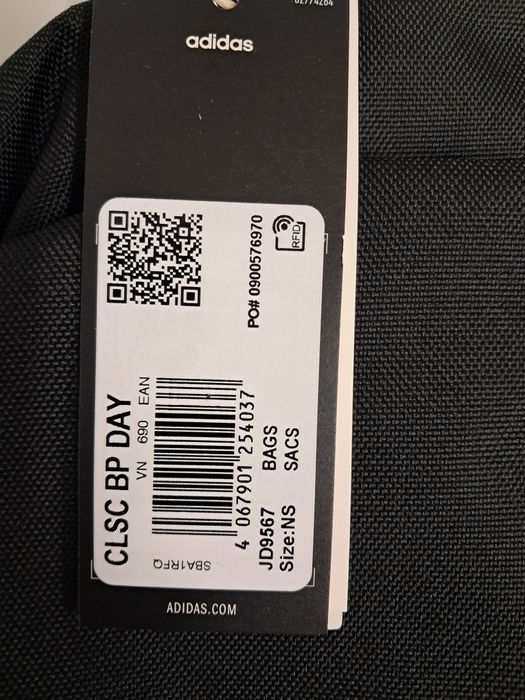 adidas
RFID
PO# 0900576970
CLSC BP DAY
VN 690 EAN
4 067901 254037
JD9567 BAGS
Size:NS SACS
SBA1RFQ
ADIDAS.COM